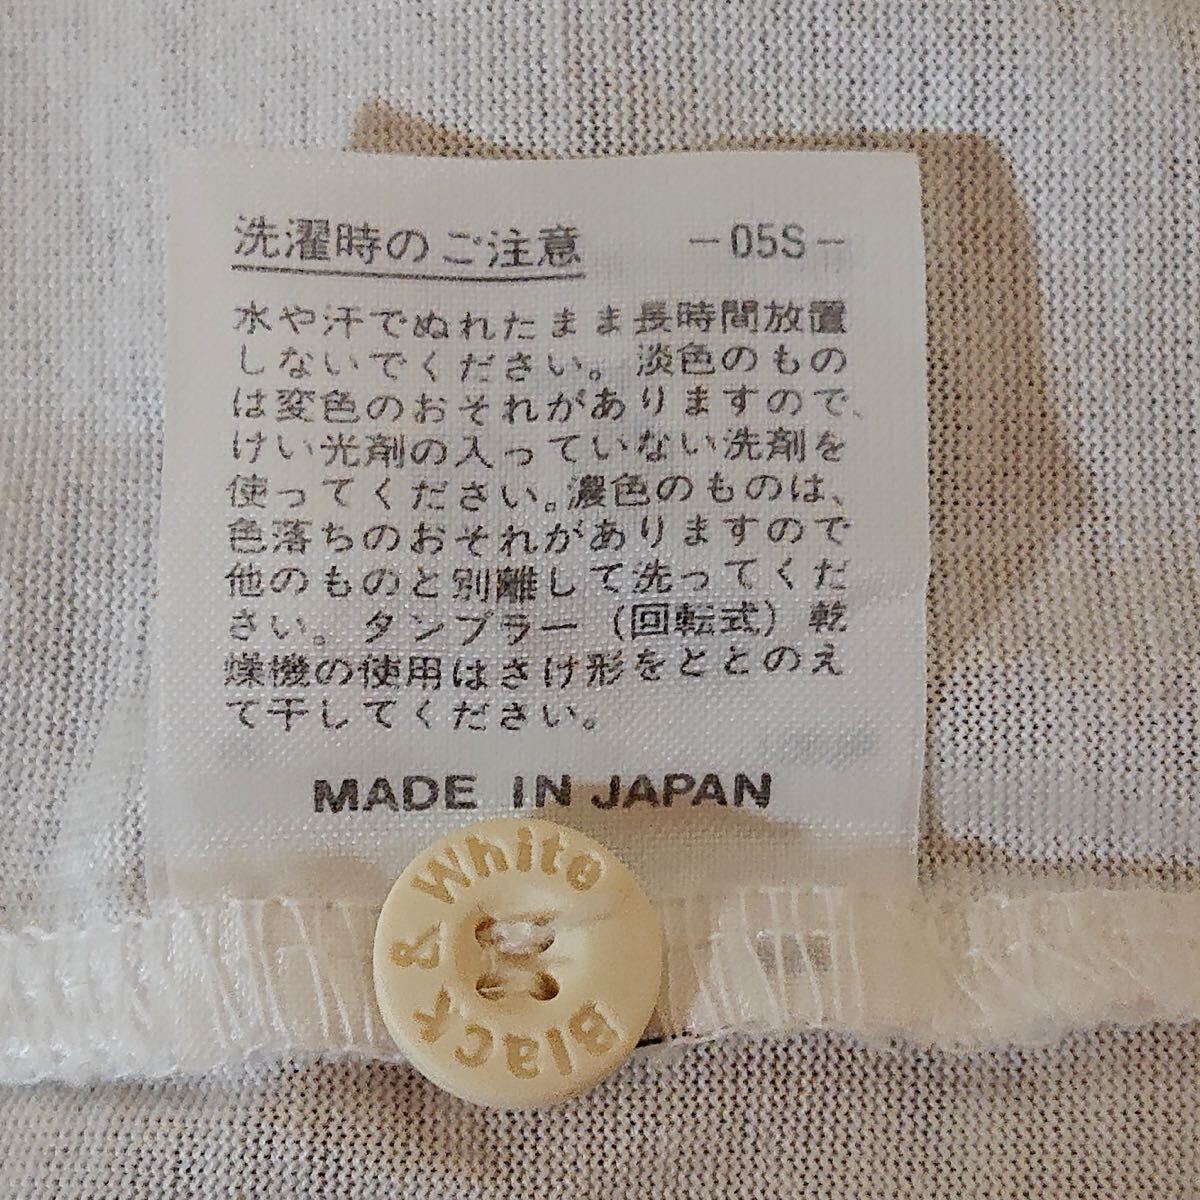 洗濯時のご注意 -05S-
水や汗でぬれたまま長時間放置
しないでください。淡色のもの
は変色のおそれがありますので、
けい光剤の入っていない洗剤を
使ってください。濃色のものは、
色落ちのおそれがありますので
他のものと別離して洗ってくだ
さい。タンブラー(回転式)乾
燥機の使用はさけ形をととのえ
て干してください。
MADE IN JAPAN
Black & White